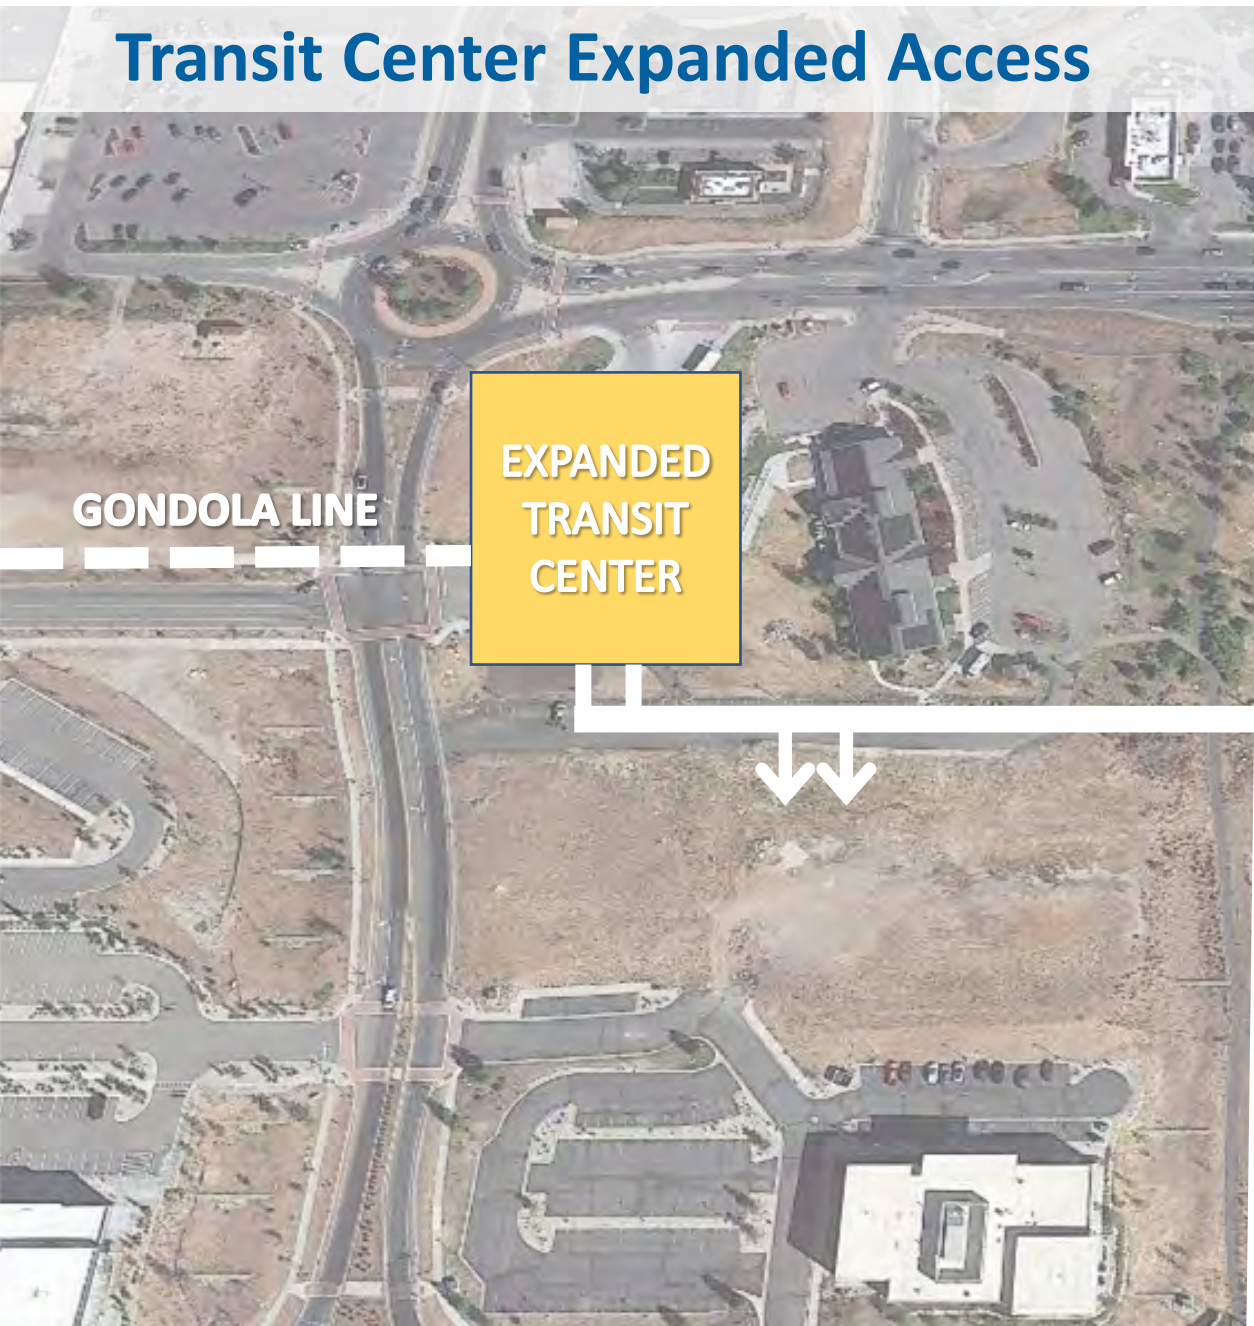 Transit Center Expanded Access
EXPANDED
TRANSIT
CENTER
GONDOLA LINE